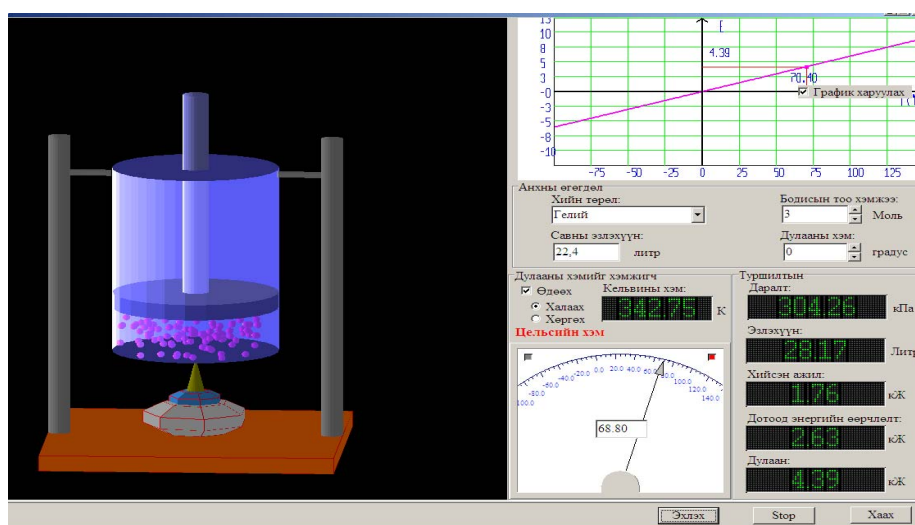 13
10
8
5
3
-0
-3
-5
-8
-10
E
4.39
70.40
График харуулах
-75 -50 -25 0 25 50 75 100 125
Анхны өгөгдөл
Хийн төрөл:
Гелий
Бодисын тоо хэмжээ:
3 Моль
Савны эзлэхүүн:
22,4 литр
Дулааны хэм:
0 градус
Дулааны хэмийг хэмжигч
Өдөөх
Халаах
Хөргөх
Кельвины хэм:
342.75 К
Цельсийн хэм
100.0 -80.0 -60.0 -40.0 -20.0 0.0 20.0 40.0 60.0 80.0 100.0 120.0 140.0
68.80
Туршилтын
Даралт:
304.26 кПа
Эзлэхүүн:
28.17 Литр
Хийсэн ажил:
1.76 кЖ
Дотоод энергийн өөрчлөлт:
2.63 кЖ
Дулаан:
4.39 кЖ
Эхлэх Stop Хаах